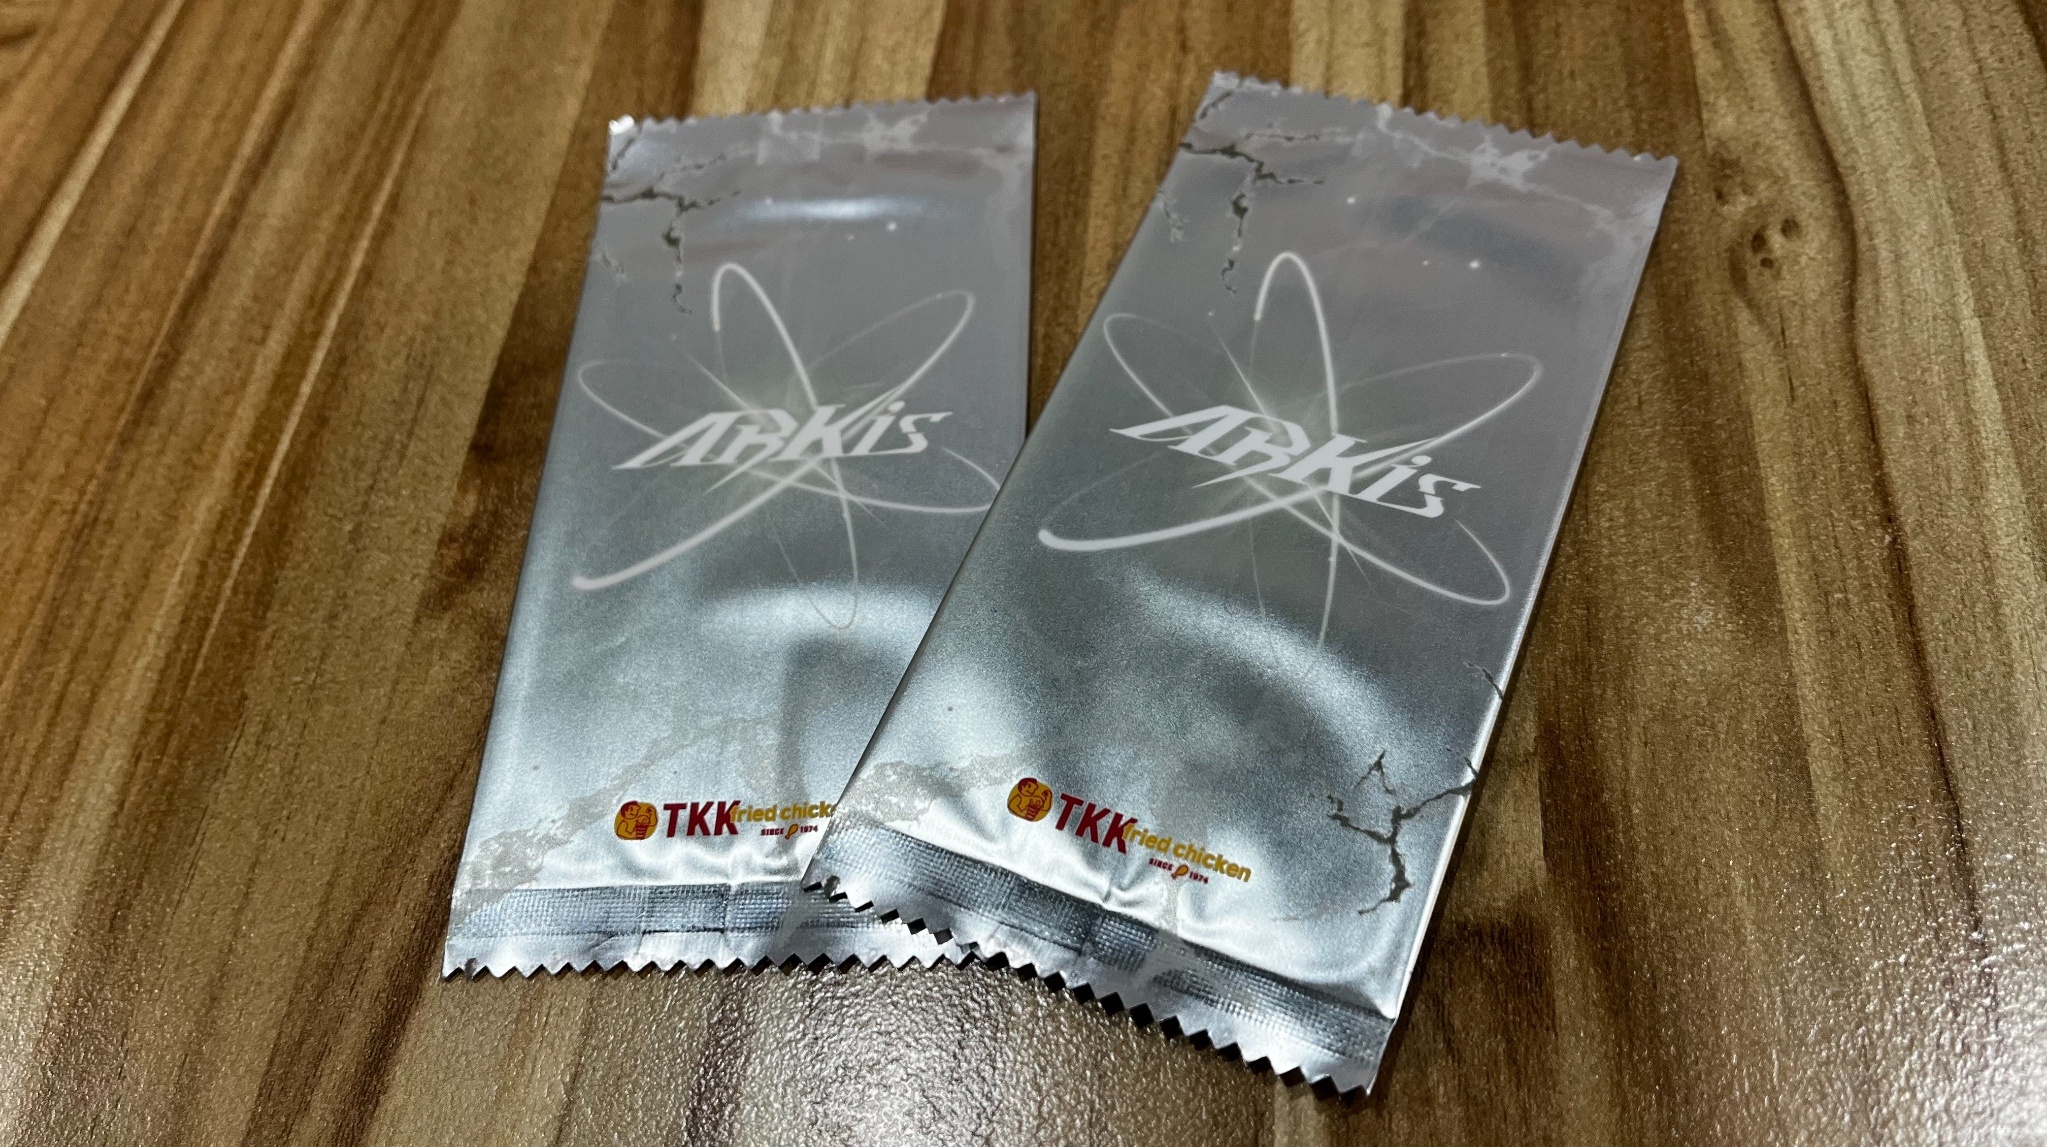 ARKis
TKK fried chick
SINCE 1974
ARKis
TKK fried chicken
SINCE 1974